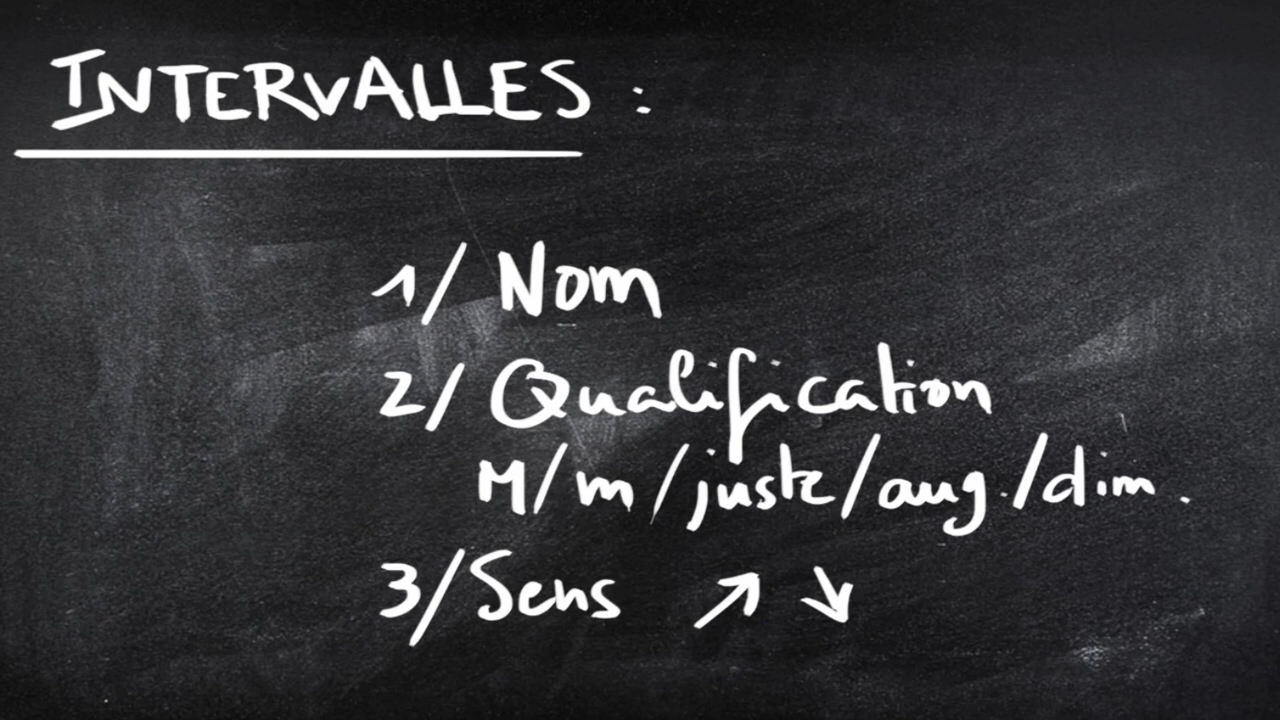 INTERVALLES :
1/ Nom
2/ Qualification
M/m/juste/aug./dim.
3/Sens ↗ ↘